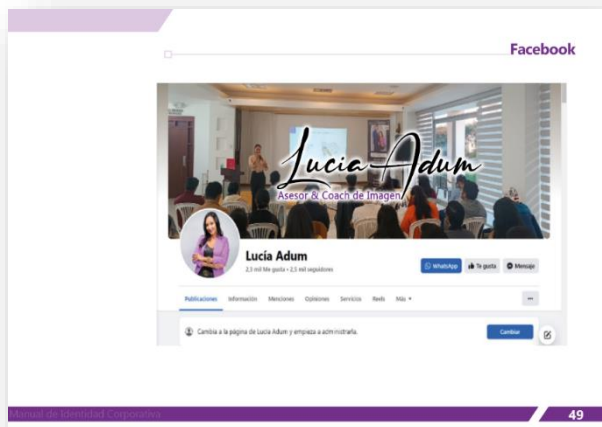 Facebook
Lucia Adum
Asesor & Coach de Imagen
Lucía Adum
2,3 mil Me gusta • 2,5 mil seguidores
WhatsApp
Te gusta
Mensaje
Publicaciones Información Menciones Opiniones Servicios Reels Más
Cambia a la página de Lucía Adum y empieza a administrarla.
Cambiar
Manual de Identidad Corporativa
49